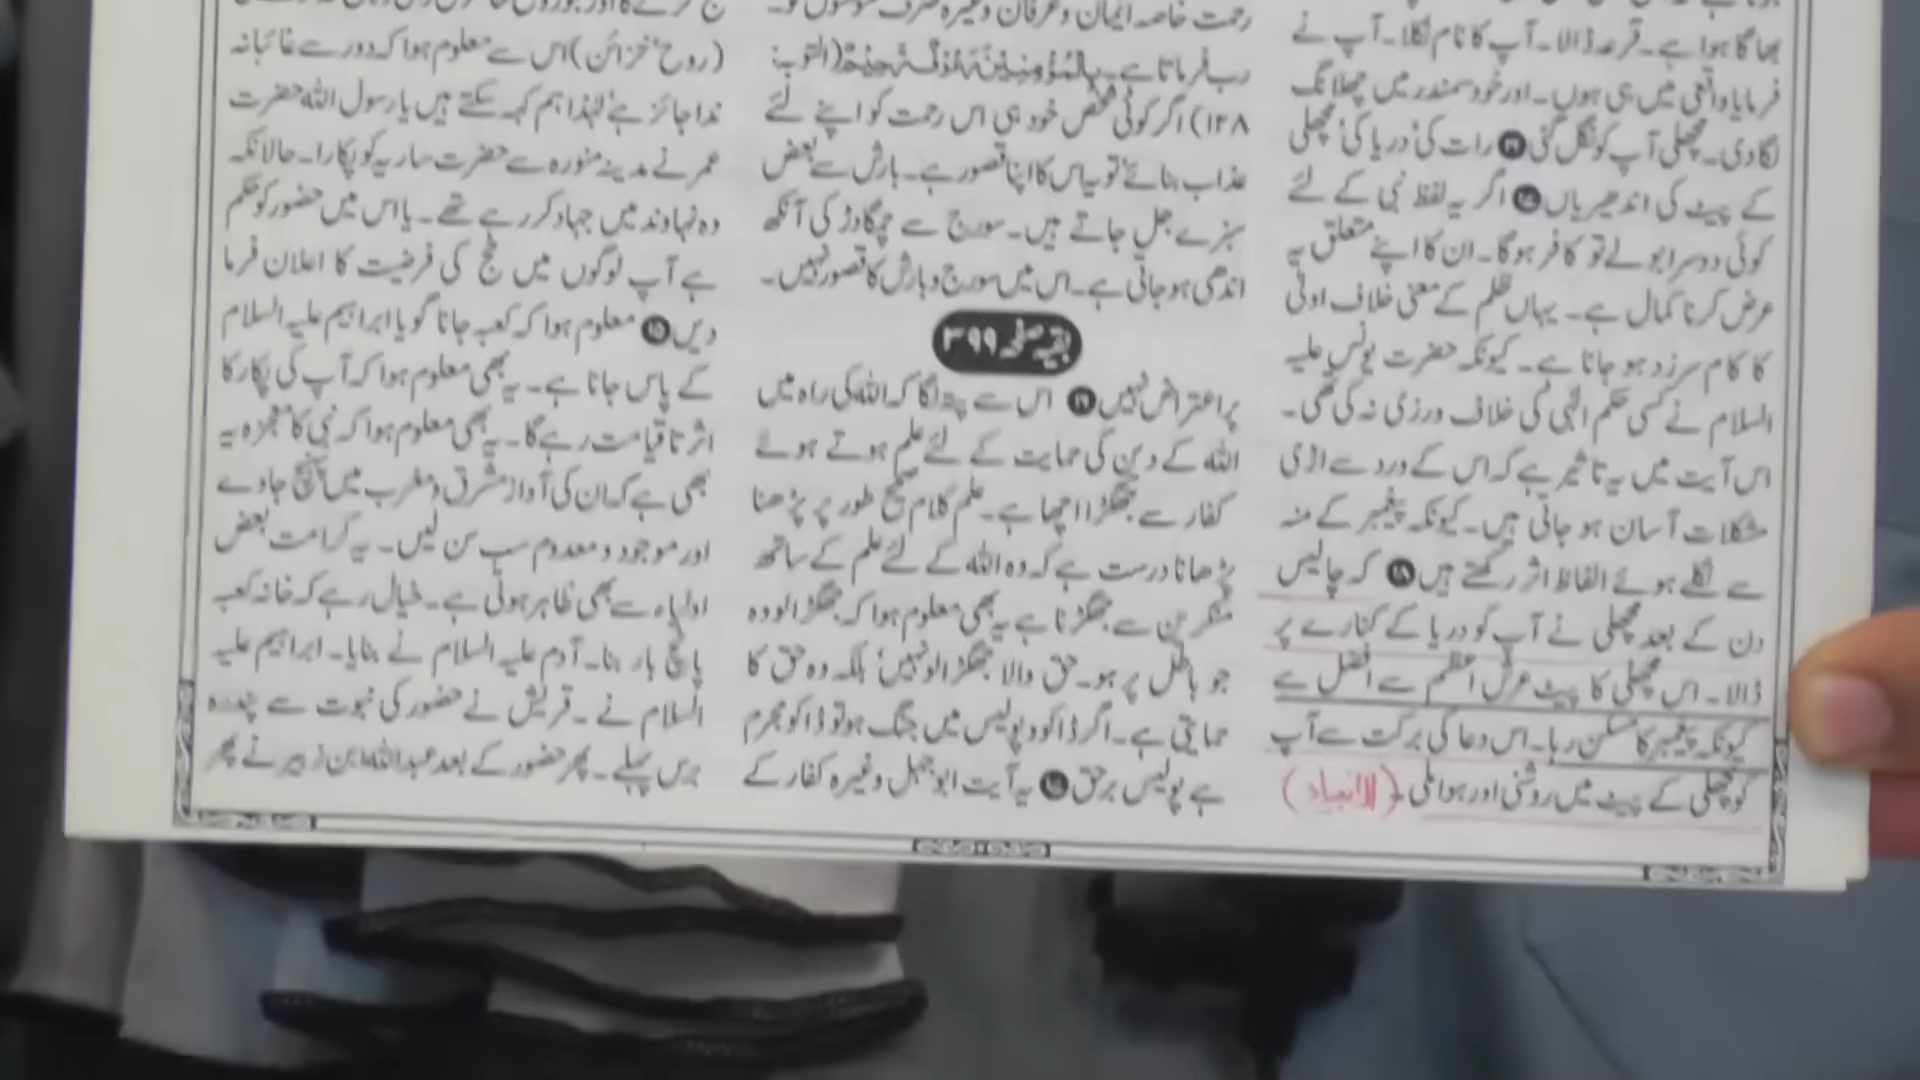 بھاگا ہوا ہے۔ قرعہ ڈالا۔ آپ کا نام نکلا۔ آپ نے
فرمایا واقعی میں ہی ہوں۔ اور خود سمندر میں چھلانگ
لگا دی۔ مچھلی آپ کو نگل گئی رات کی' دریا کی' مچھلی
کے پیٹ کی اندھیریاں اگر یہ لفظ نبی کے لئے
کوئی دوسرا بولے تو کافر ہوگا۔ ان کا اپنے متعلق یہ
عرض کرنا کمال ہے۔ یہاں ظلم کے معنی خلاف اولٰی
کا کام سرزد ہو جانا ہے۔ کیونکہ حضرت یونس علیہ
السلام نے کسی حکم الٰہی کی خلاف ورزی نہ کی تھی۔
اس آیت میں یہ تاثیر ہے کہ اس کے ورد سے اڑی
مشکلات آسان ہو جاتی ہیں۔ کیونکہ پیغمبر کے منہ
سے نکلے ہوئے الفاظ اثر رکھتے ہیں ۱۸ کہ چالیس
دن کے بعد مچھلی نے آپ کو دریا کے کنارے پر
ڈالا۔ اس مچھلی کا پیٹ عرش اعظم سے افضل ہے
کیونکہ پیغمبر کا مسکن رہا۔ اس دعا کی برکت سے آپ
کو مچھلی کے پیٹ میں روشنی اور ہوا ملی۔ (الانبیاء)
رحمت خاصہ ایمان و عرفان وغیرہ صرف مومنوں کو۔
رب فرماتا ہے۔ بِالْمُؤْمِنِيْنَ رَءُوْفٌ رَّحِيْمٌ (التوبہ:
۱۲۸) اگر کوئی شخص خود ہی اس رحمت کو اپنے لئے
عذاب بنائے' تو یہ اس کا اپنا قصور ہے۔ بارش سے بعض
سبزے جل جاتے ہیں۔ سورج سے چمگادڑ کی آنکھ
اندھی ہو جاتی ہے۔ اس میں سورج و بارش کا قصور نہیں۔
بقیہ صفحہ ۳۹۹
پر اعتراض نہیں ۱۶ اس سے پتہ لگا کہ اللہ کی راہ میں
اللہ کے دین کی حمایت کے لئے علم ہوتے ہوئے
کفار سے جھگڑا اچھا ہے۔ علم کلام صحیح طور پر پڑھنا
پڑھانا درست ہے کہ وہ اللہ کے لئے علم کے ساتھ
منکرین سے جھگڑنا ہے یہ بھی معلوم ہوا کہ جھگڑالو وہ
جو باطل پر ہو۔ حق والا جھگڑالو نہیں' بلکہ وہ حق کا
حمایتی ہے۔ اگر ڈاکو و پولیس میں جنگ ہو تو ڈاکو مجرم
ہے پولیس برحق یہ آیت ابوجہل وغیرہ کفار کے
(روح' خزائن) اس سے معلوم ہوا کہ دور سے غائبانہ
ندا جائز ہے' لہٰذا ہم کہہ سکتے ہیں یا رسول اللہ حضرت
عمر نے مدینہ منورہ سے حضرت ساریہ کو پکارا۔ حالانکہ
وہ نہاوند میں جہاد کر رہے تھے۔ یا اس میں حضور کو حکم
ہے آپ لوگوں میں حج کی فرضیت کا اعلان فرما
دیں ۱۵ معلوم ہوا کہ کعبہ جانا گویا ابراہیم علیہ السلام
کے پاس جانا ہے۔ یہ بھی معلوم ہوا کہ آپ کی پکار کا
اثر تا قیامت رہے گا۔ یہ بھی معلوم ہوا کہ نبی کا معجزہ یہ
بھی ہے کہ ان کی آواز مشرق و مغرب میں پہنچ جاوے
اور موجود و معدوم سب سن لیں۔ یہ کرامت بعض
اولیاء سے بھی ظاہر ہوئی ہے۔ خیال رہے کہ خانہ کعبہ
پانچ بار بنا۔ آدم علیہ السلام نے بنایا۔ ابراہیم علیہ
السلام نے ۔ قریش نے حضور کی نبوت سے پندرہ
برس پہلے۔ پھر حضور کے بعد عبداللہ ابن زبیر نے پھر